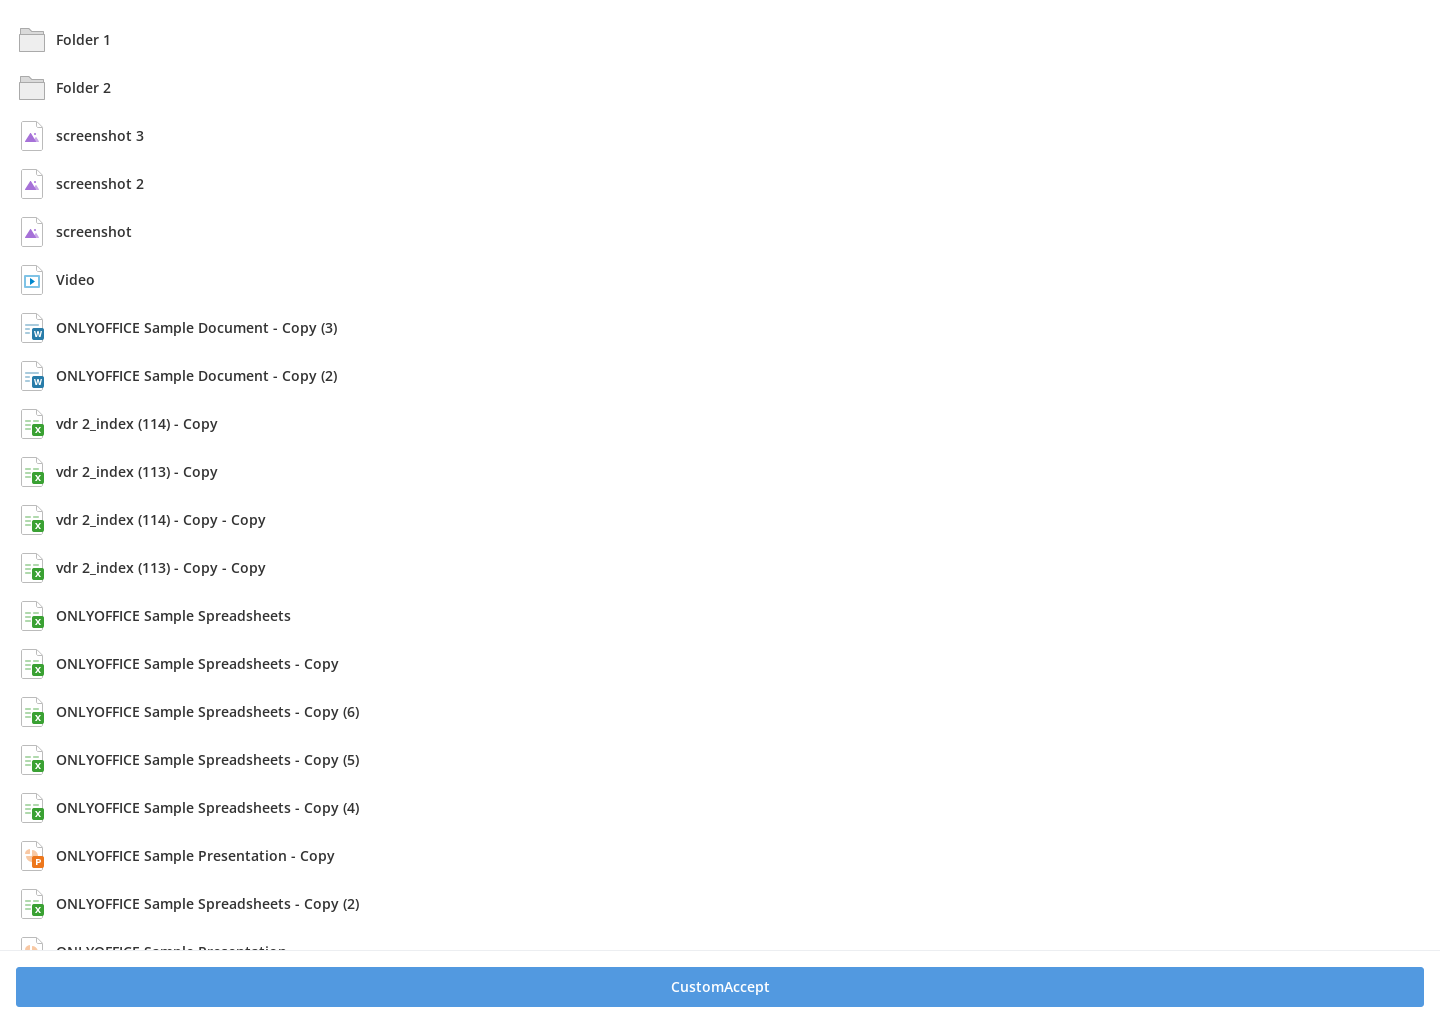 Folder 1
Folder 2
screenshot 3
screenshot 2
screenshot
Video
ONLYOFFICE Sample Document - Copy (3)
ONLYOFFICE Sample Document - Copy (2)
vdr 2_index (114) - Copy
vdr 2_index (113) - Copy
vdr 2_index (114) - Copy - Copy
vdr 2_index (113) - Copy - Copy
ONLYOFFICE Sample Spreadsheets
ONLYOFFICE Sample Spreadsheets - Copy
ONLYOFFICE Sample Spreadsheets - Copy (6)
ONLYOFFICE Sample Spreadsheets - Copy (5)
ONLYOFFICE Sample Spreadsheets - Copy (4)
ONLYOFFICE Sample Presentation - Copy
ONLYOFFICE Sample Spreadsheets - Copy (2)
ONLYOFFICE Sample Presentation
CustomAccept